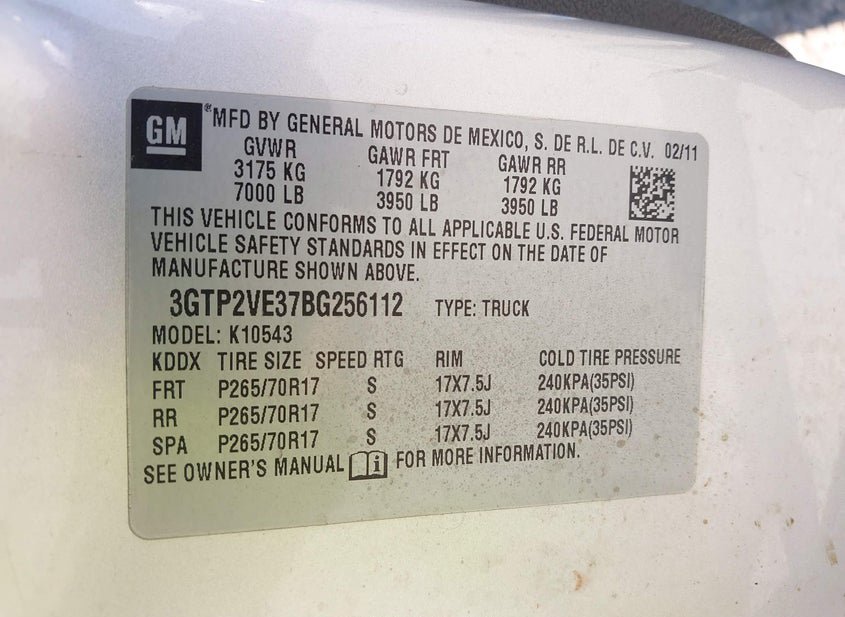 GM
®MFD BY GENERAL MOTORS DE MEXICO, S. DE R.L. DE C.V. 02/11
GVWR GAWR FRT GAWR RR
3175 KG 1792 KG 1792 KG
7000 LB 3950 LB 3950 LB
THIS VEHICLE CONFORMS TO ALL APPLICABLE U.S. FEDERAL MOTOR
VEHICLE SAFETY STANDARDS IN EFFECT ON THE DATE OF
MANUFACTURE SHOWN ABOVE.
3GTP2VE37BG256112 TYPE: TRUCK
MODEL: K10543
KDDX TIRE SIZE SPEED RTG RIM COLD TIRE PRESSURE
FRT P265/70R17 S 17X7.5J 240KPA(35PSI)
RR P265/70R17 S 17X7.5J 240KPA(35PSI)
SPA P265/70R17 S 17X7.5J 240KPA(35PSI)
SEE OWNER'S MANUAL i FOR MORE INFORMATION.